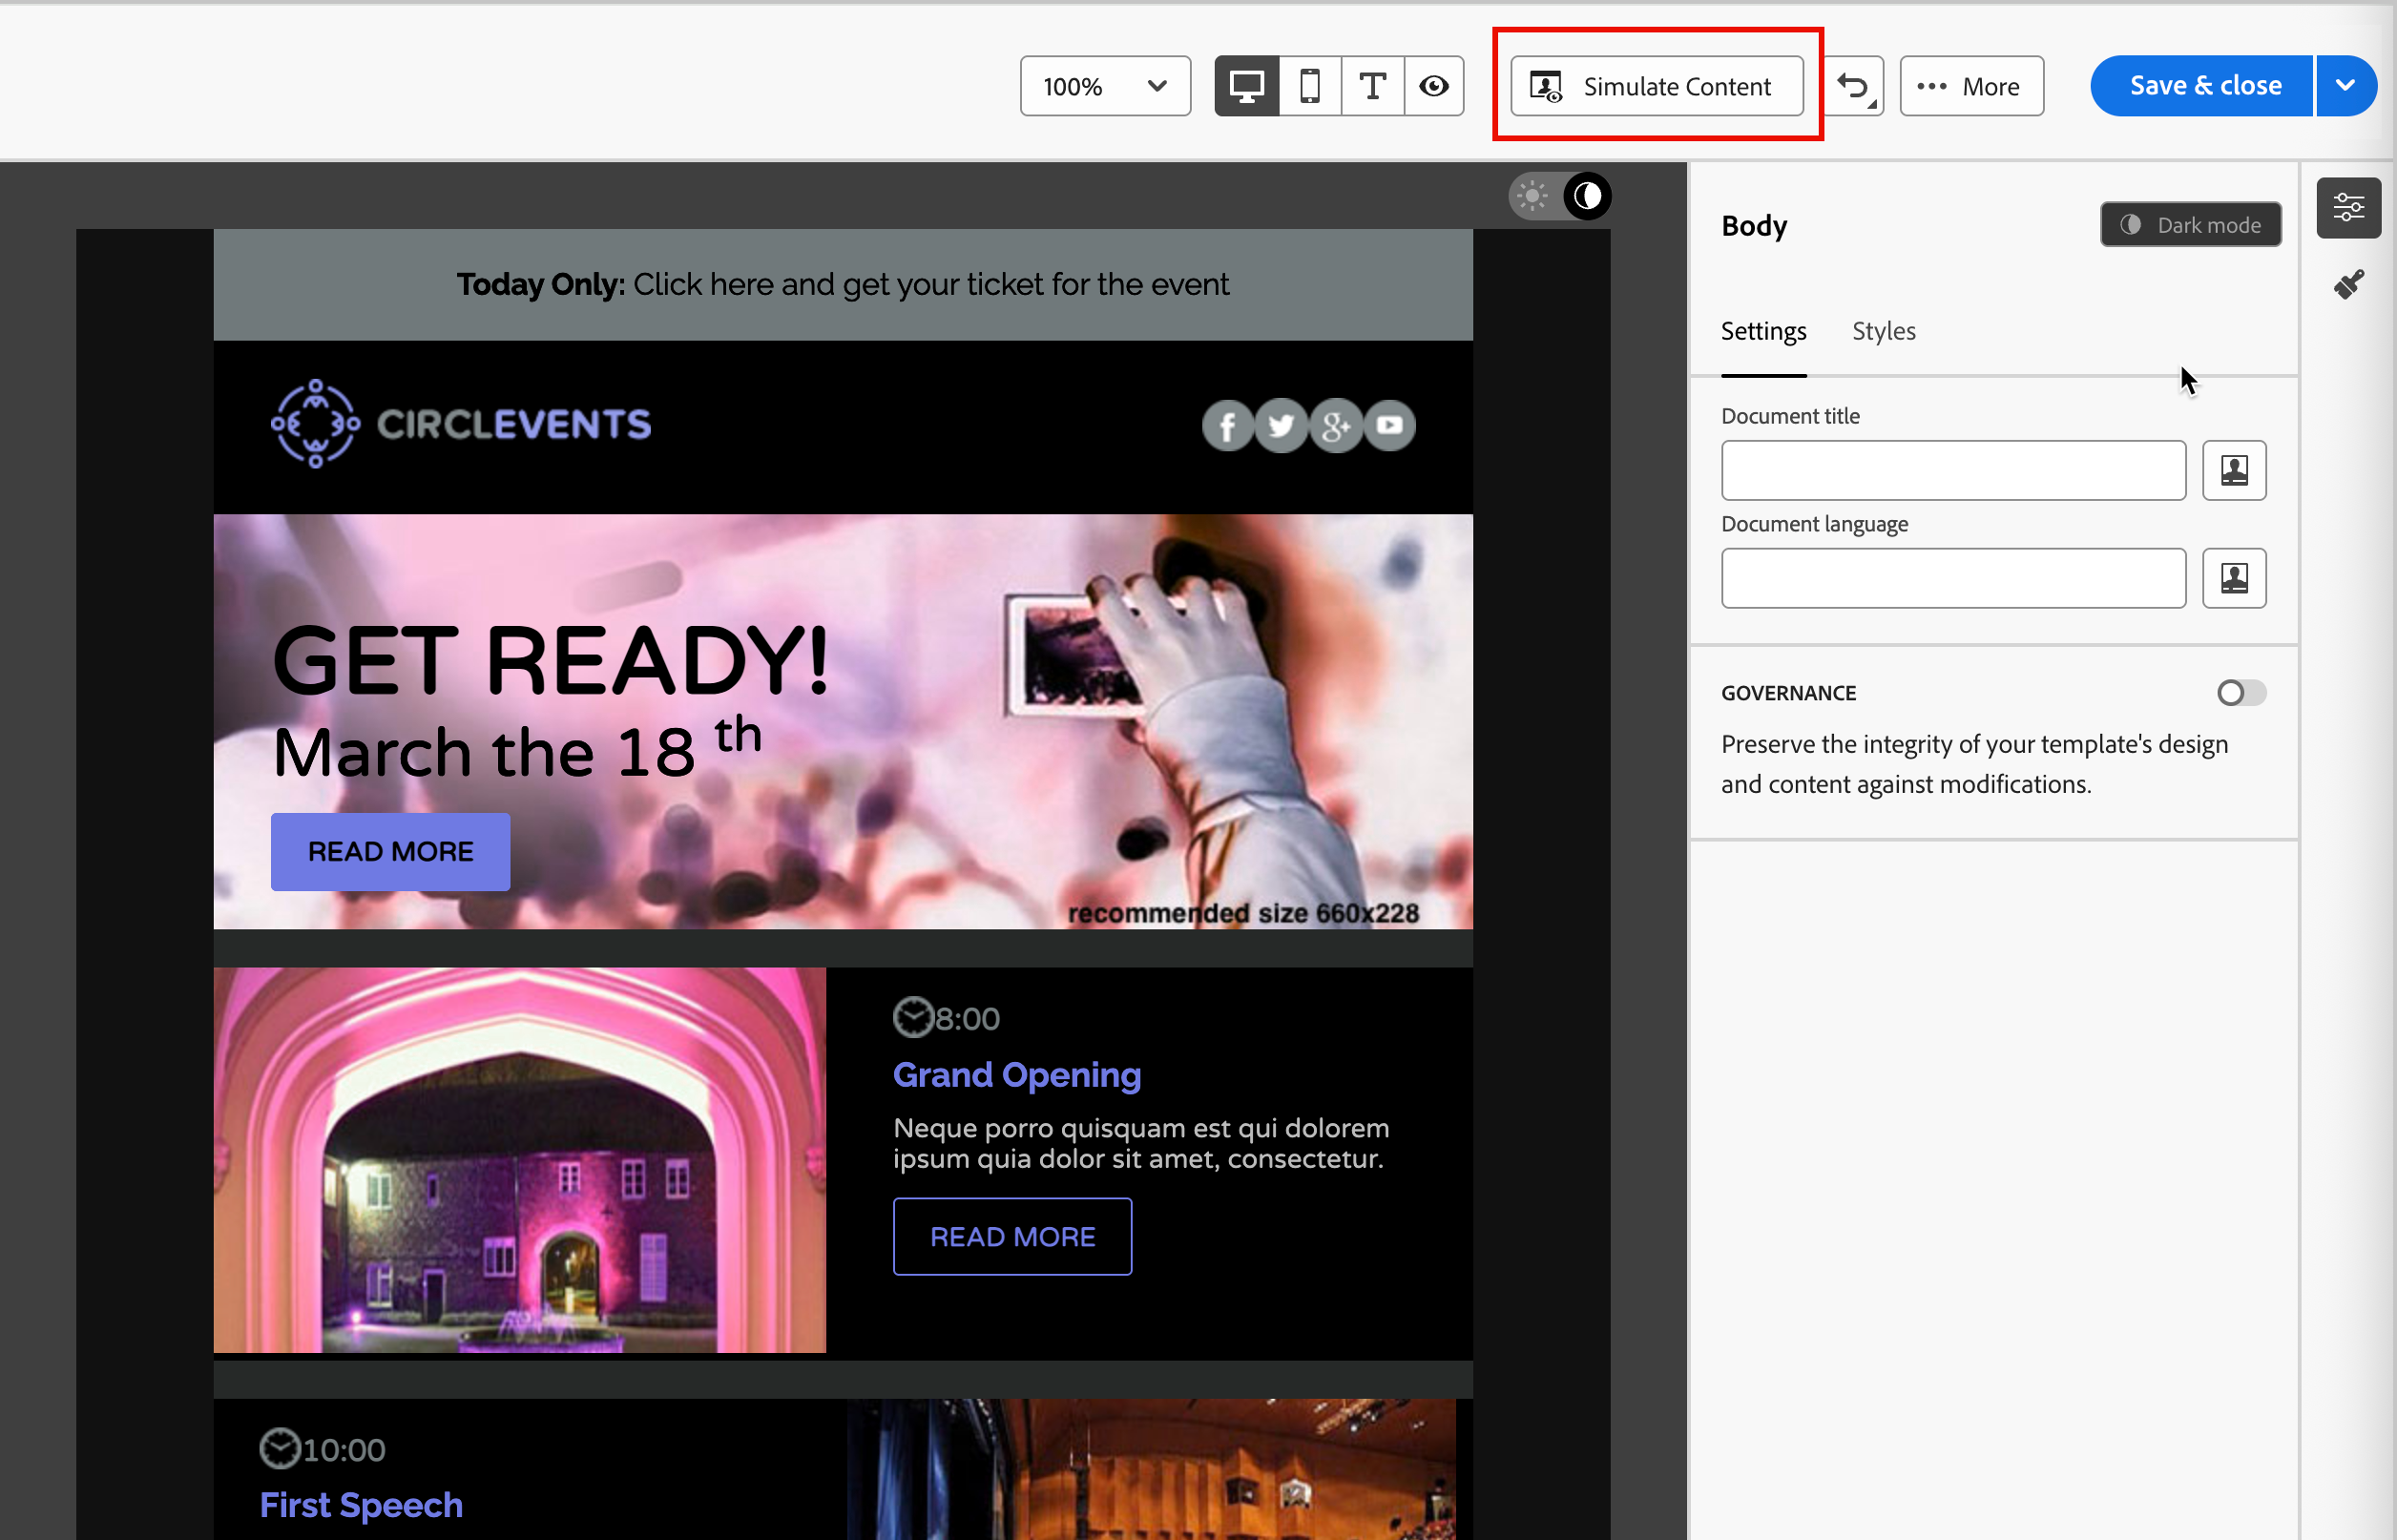 100%
Simulate Content
More
Save & close
Today Only: Click here and get your ticket for the event
CIRCLEVENTS
GET READY!
March the 18 th
READ MORE
recommended size 660x228
8:00
Grand Opening
Neque porro quisquam est qui dolorem
ipsum quia dolor sit amet, consectetur.
READ MORE
10:00
First Speech
Body
Dark mode
Settings
Styles
Document title
Document language
GOVERNANCE
Preserve the integrity of your template's design
and content against modifications.